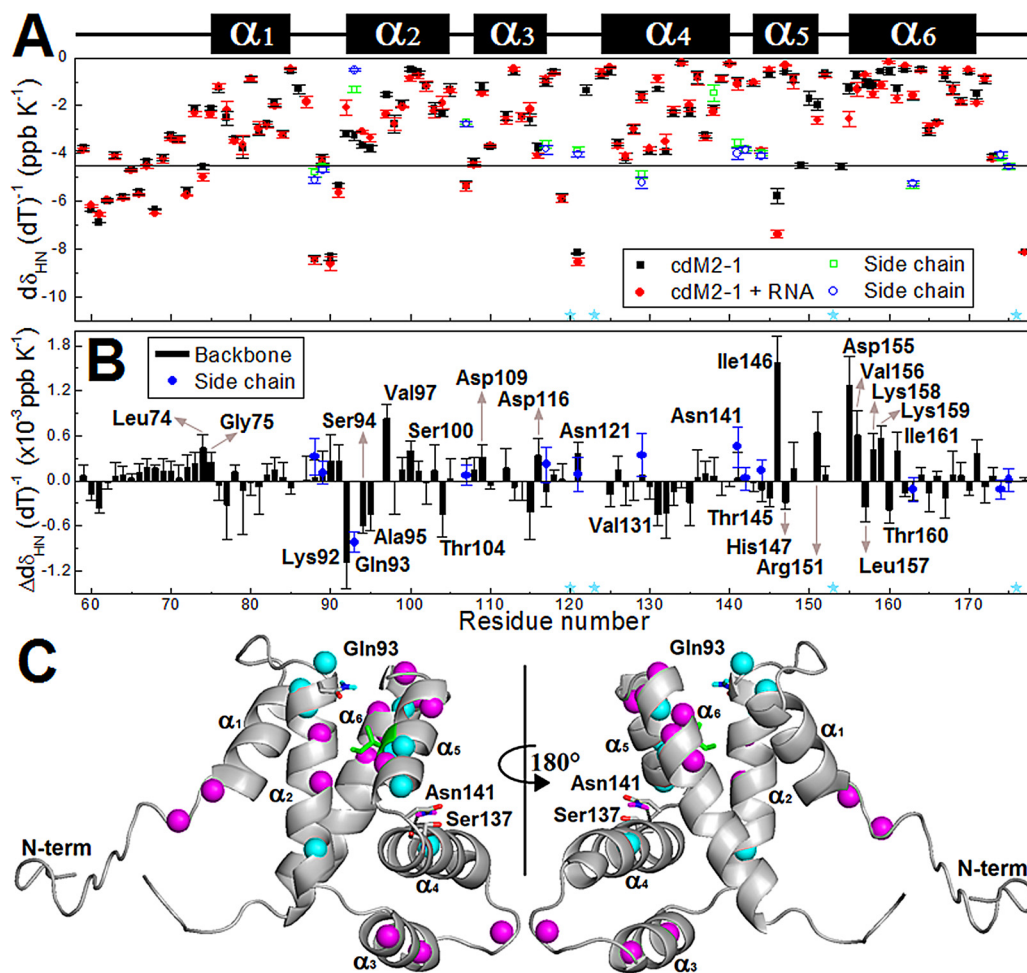 A
α1 α2 α3 α4 α5 α6
dδHN (dT)-1 (ppb K-1)
0
-2
-4
-6
-8
-10
cdM2-1 Side chain
cdM2-1 + RNA Side chain
B
Backbone
Side chain
ΔdδHN (dT)-1 (x10-3 ppb K-1)
1.8
1.2
0.6
0.0
-0.6
-1.2
Leu74
Gly75
Ser94
Val97
Ser100
Asp109
Asp116
Asn121
Asn141
Ile146
Asp155
Val156
Lys158
Lys159
Ile161
Lys92
Gln93
Ala95
Thr104
Val131
Thr145
His147
Arg151
Leu157
Thr160
60 70 80 90 100 110 120 130 140 150 160 170
Residue number
C
Gln93
α1
α6
α5
α2
Asn141
Ser137
N-term
α4
α3
180°
Gln93
α6
α1
α5
Asn141
α2
Ser137
N-term
α4
α3